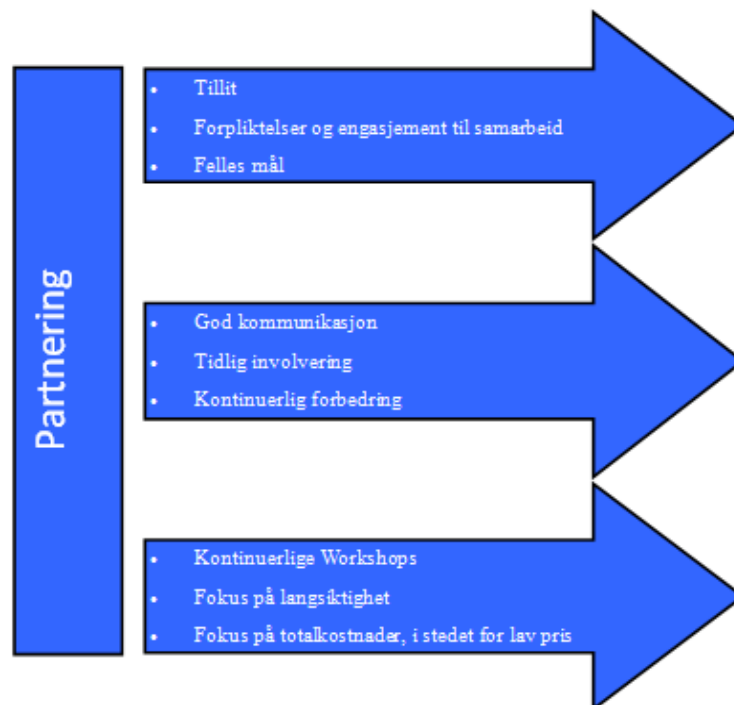 Partnering
• Tillit
• Forpliktelser og engasjement til samarbeid
• Felles mål
• God kommunikasjon
• Tidlig involvering
• Kontinuerlig forbedring
• Kontinuerlige Workshops
• Fokus på langsiktighet
• Fokus på totalkostnader, i stedet for lav pris